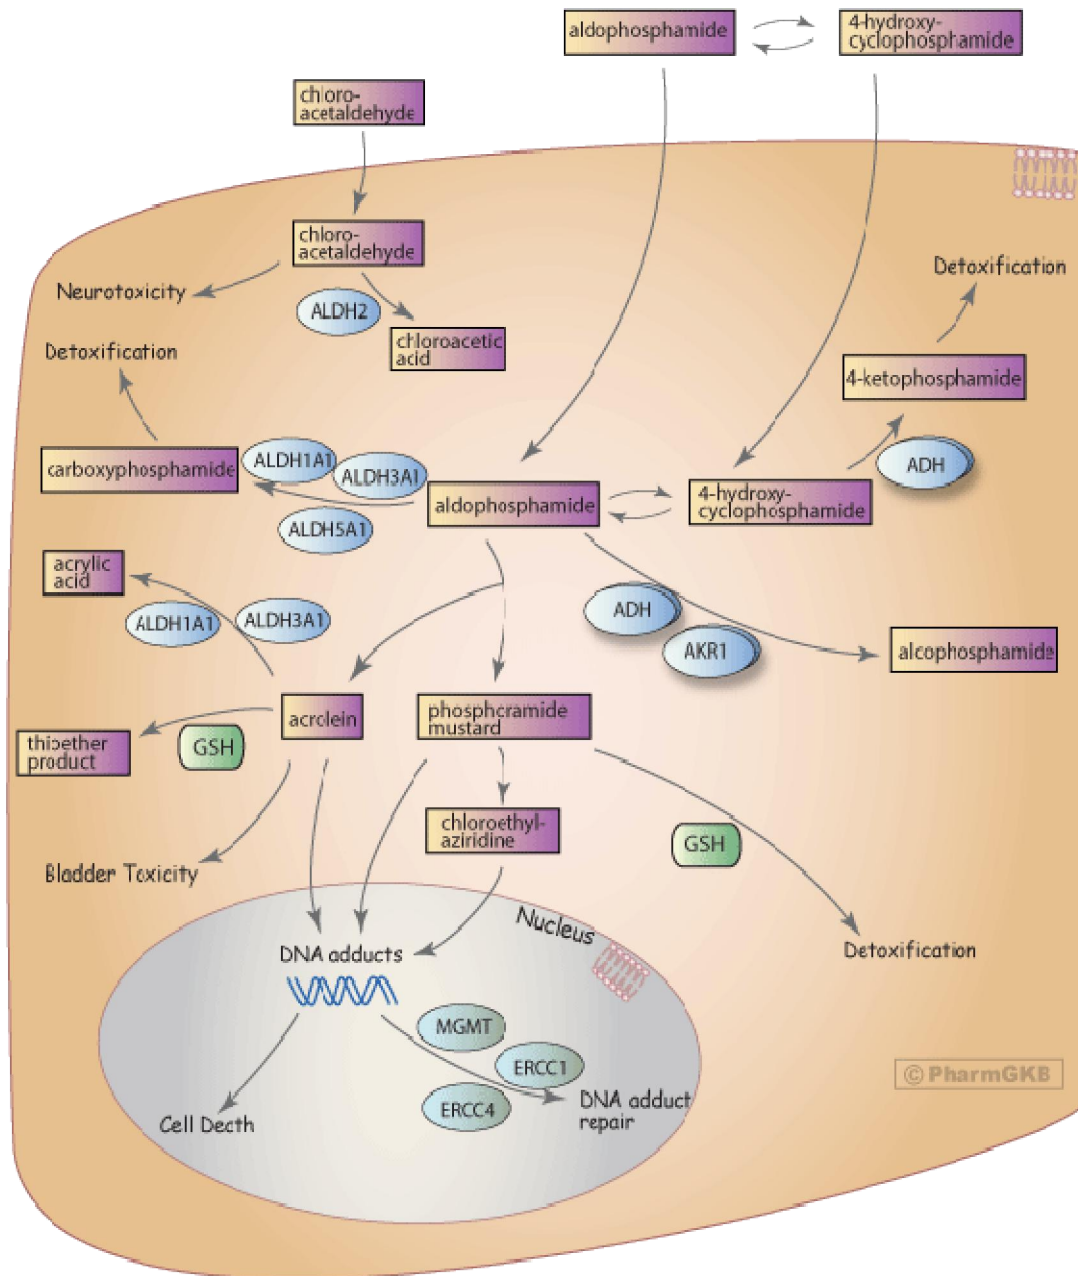 aldophosphamide
4-hydroxy-
cyclophosphamide
chloro-
acetaldehyde
chloro-
acetaldehyde
Neurotoxicity
ALDH2
chloroacetic
acid
Detoxification
Detoxification
4-ketophosphamide
ADH
carboxyphosphamide
ALDH1A1
ALDH3A1
ALDH5A1
aldophosphamide
4-hydroxy-
cyclophosphamide
acrylic
acid
ALDH1A1
ALDH3A1
ADH
AKR1
alcophosphamide
acrolein
phosphoramide
mustard
thioether
product
GSH
chloroethyl-
aziridine
GSH
Bladder Toxicity
Nucleus
DNA adducts
Detoxification
MGMT
ERCC1
ERCC4
DNA adduct
repair
Cell Death
© PharmGKB